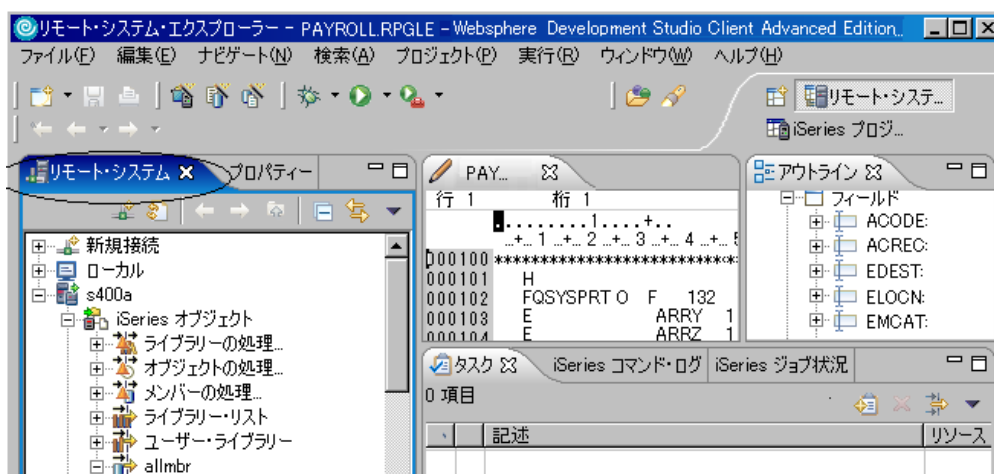 リモート・システム・エクスプローラー - PAYROLL.RPGLE - Websphere Development Studio Client Advanced Edition..
ファイル(F) 編集(E) ナビゲート(N) 検索(A) プロジェクト(P) 実行(R) ウィンドウ(W) ヘルプ(H)
リモート・システ...
iSeries プロジ...
リモート・システム プロパティー
新規接続
ローカル
s400a
iSeries オブジェクト
ライブラリーの処理...
オブジェクトの処理...
メンバーの処理...
ライブラリー・リスト
ユーザー・ライブラリー
allmbr
PAY...
行 1 桁 1
.........1....+..
...+... 1 ...+... 2 ...+... 3 ...+... 4 ...+... 5
000100 **************************
000101 H
000102 FQSYSPRT O F 132
000103 E ARRY 1
000104 E ARRZ 1
アウトライン
フィールド
ACODE:
ACREC:
EDEST:
ELOCN:
EMCAT:
タスク iSeries コマンド・ログ iSeries ジョブ状況
0 項目
記述 リソース